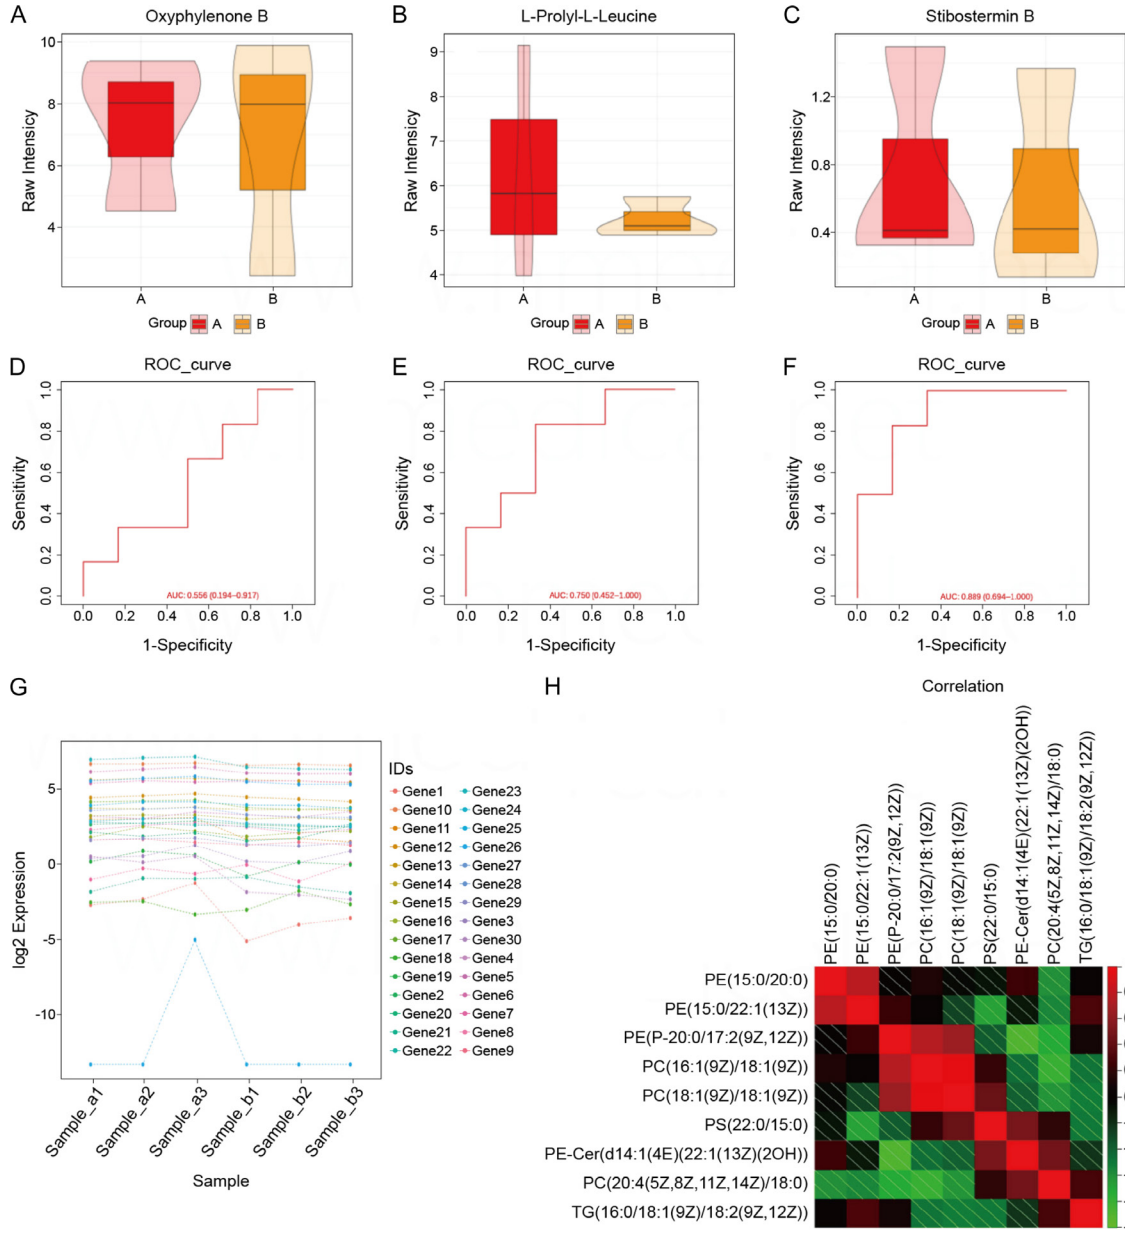 A
Oxyphylenone B
Raw Intensicy
10
8
6
4
A
B
Group A B
B
L-Prolyl-L-Leucine
Raw Intensicy
9
8
7
6
5
4
A
B
Group A B
C
Stibostermin B
Raw Intensicy
1.2
0.8
0.4
A
B
Group A B
D
ROC_curve
Sensitivity
1.0
0.8
0.6
0.4
0.2
0.0
AUC: 0.556 (0.194–0.917)
0.0 0.2 0.4 0.6 0.8 1.0
1-Specificity
E
ROC_curve
Sensitivity
1.0
0.8
0.6
0.4
0.2
0.0
AUC: 0.750 (0.452–1.000)
0.0 0.2 0.4 0.6 0.8 1.0
1-Specificity
F
ROC_curve
Sensitivity
1.0
0.8
0.6
0.4
0.2
0.0
AUC: 0.889 (0.694–1.000)
0.0 0.2 0.4 0.6 0.8 1.0
1-Specificity
G
log2 Expression
5
0
-5
-10
Sample_a1
Sample_a2
Sample_a3
Sample_b1
Sample_b2
Sample_b3
Sample
IDs
Gene1 Gene23
Gene10 Gene24
Gene11 Gene25
Gene12 Gene26
Gene13 Gene27
Gene14 Gene28
Gene15 Gene29
Gene16 Gene3
Gene17 Gene30
Gene18 Gene4
Gene19 Gene5
Gene2 Gene6
Gene20 Gene7
Gene21 Gene8
Gene22 Gene9
H
Correlation
PE(15:0/20:0)
PE(15:0/22:1(13Z))
PE(P-20:0/17:2(9Z,12Z))
PC(16:1(9Z)/18:1(9Z))
PC(18:1(9Z)/18:1(9Z))
PS(22:0/15:0)
PE-Cer(d14:1(4E)(22:1(13Z)(2OH))
PC(20:4(5Z,8Z,11Z,14Z)/18:0)
TG(16:0/18:1(9Z)/18:2(9Z,12Z))
PE(15:0/20:0)
PE(15:0/22:1(13Z)
PE(P-20:0/17:2(9Z,12Z))
PC(16:1(9Z)/18:1(9Z))
PC(18:1(9Z)/18:1(9Z))
PS(22:0/15:0)
PE-Cer(d14:1(4E)(22:1(13Z)(2OH))
PC(20:4(5Z,8Z,11Z,14Z)/18:0)
TG(16:0/18:1(9Z)/18:2(9Z,12Z))